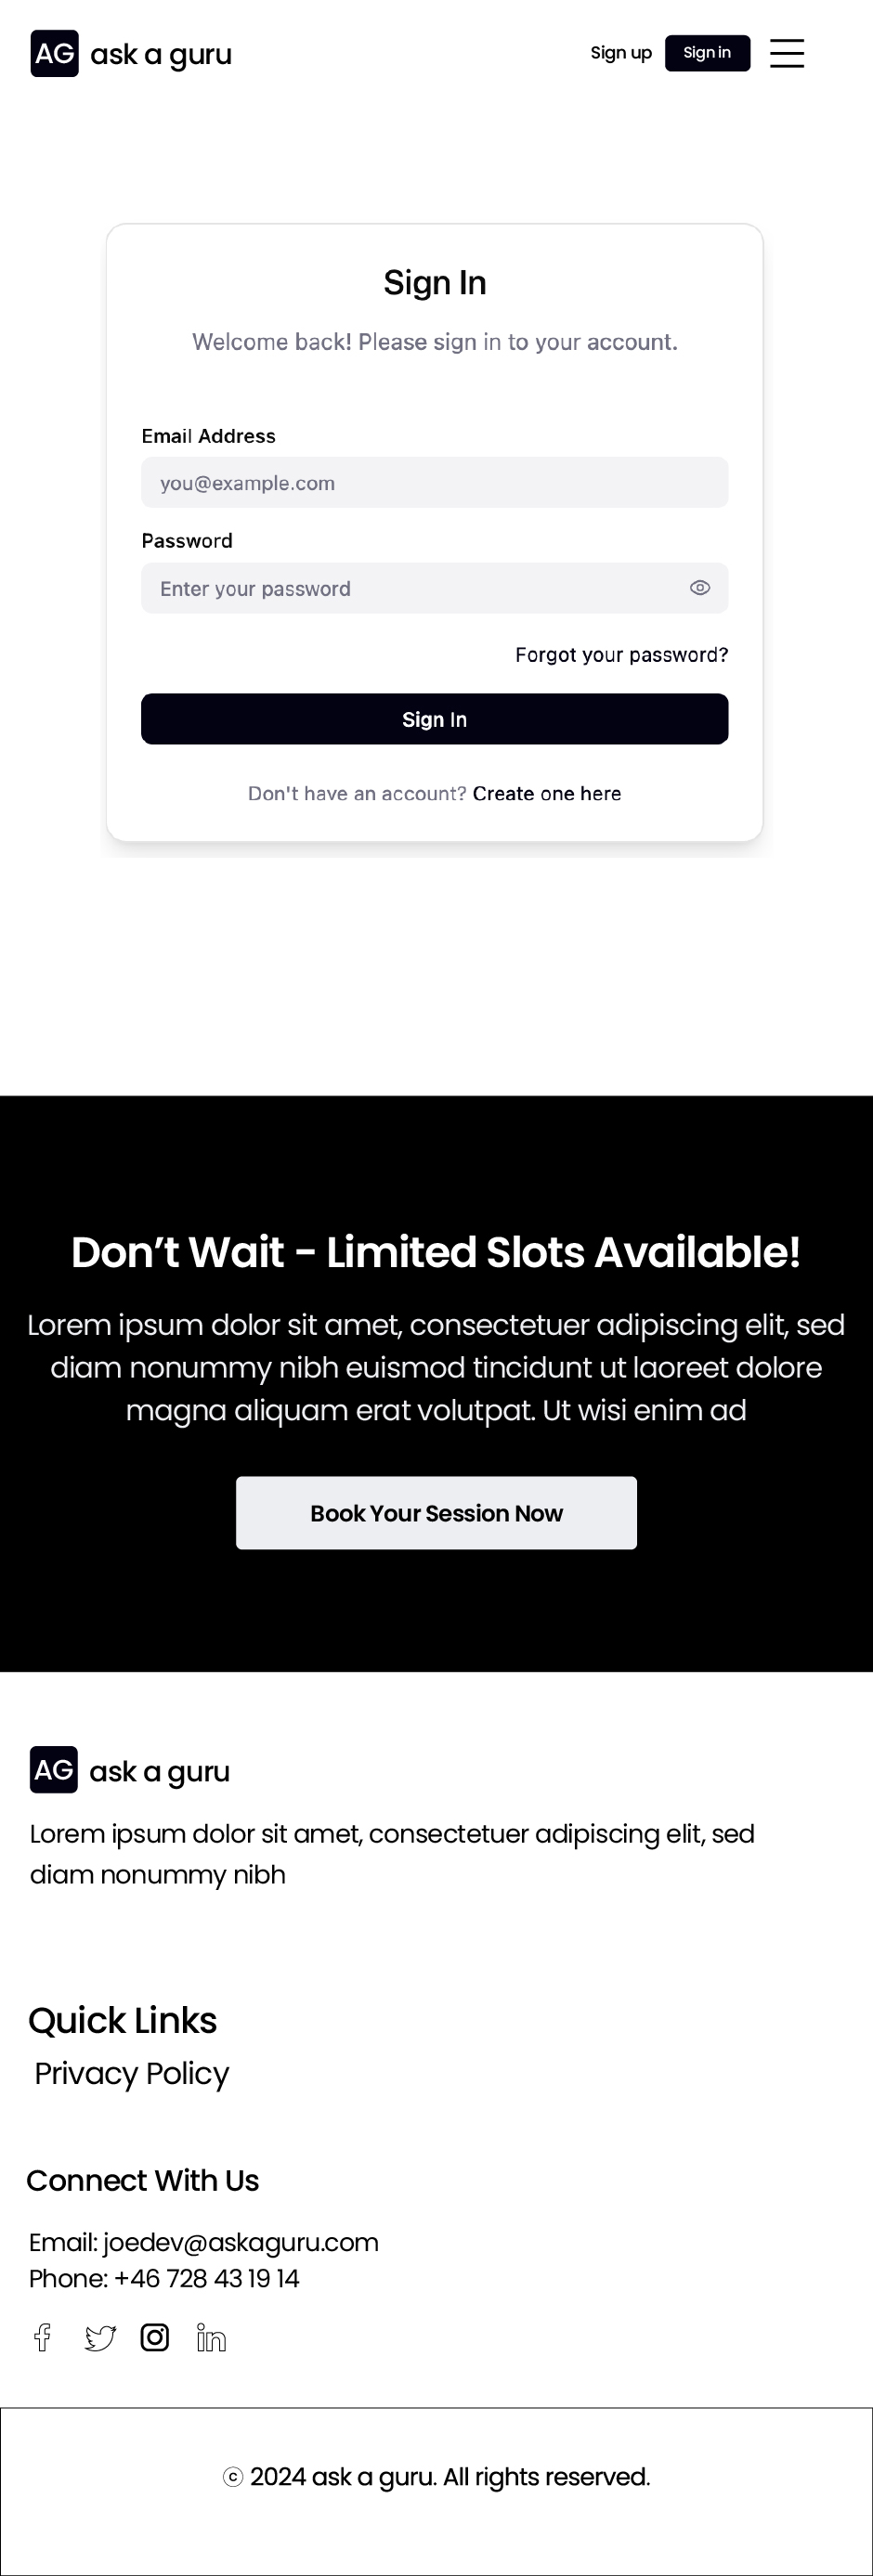 AG ask a guru
Sign up
Sign in
Sign In
Welcome back! Please sign in to your account.
Email Address
you@example.com
Password
Enter your password
Forgot your password?
Sign In
Don't have an account? Create one here
Don’t Wait - Limited Slots Available!
Lorem ipsum dolor sit amet, consectetuer adipiscing elit, sed
diam nonummy nibh euismod tincidunt ut laoreet dolore
magna aliquam erat volutpat. Ut wisi enim ad
Book Your Session Now
AG ask a guru
Lorem ipsum dolor sit amet, consectetuer adipiscing elit, sed
diam nonummy nibh
Quick Links
Privacy Policy
Connect With Us
Email: joedev@askaguru.com
Phone: +46 728 43 19 14
© 2024 ask a guru. All rights reserved.